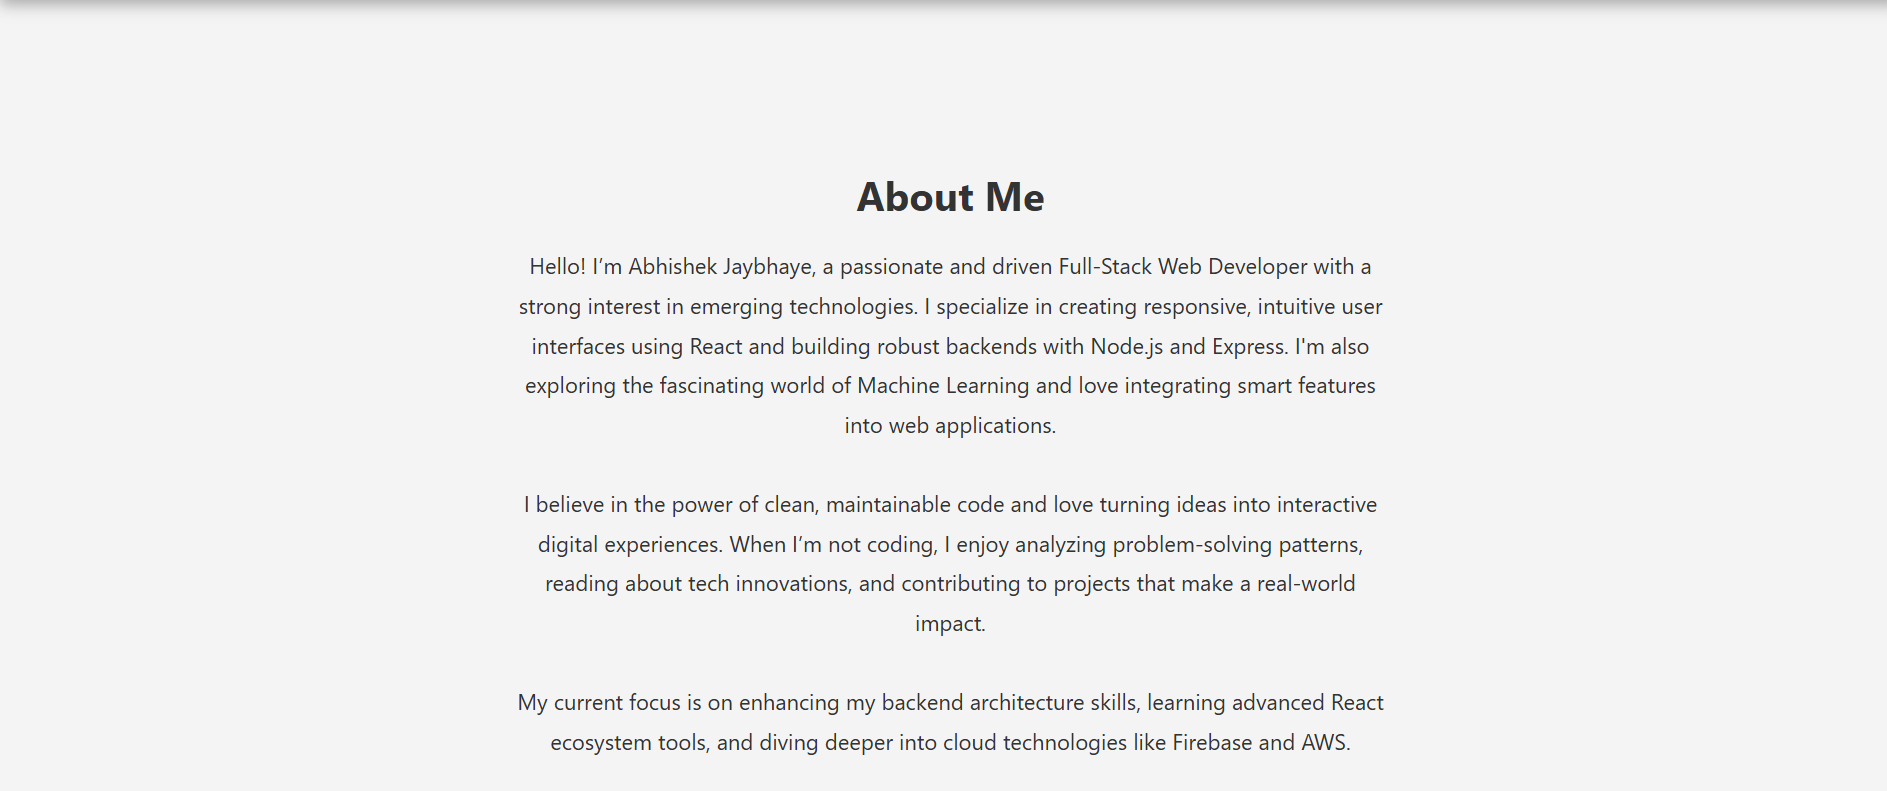 About Me
Hello! I’m Abhishek Jaybhaye, a passionate and driven Full-Stack Web Developer with a
strong interest in emerging technologies. I specialize in creating responsive, intuitive user
interfaces using React and building robust backends with Node.js and Express. I'm also
exploring the fascinating world of Machine Learning and love integrating smart features
into web applications.
I believe in the power of clean, maintainable code and love turning ideas into interactive
digital experiences. When I’m not coding, I enjoy analyzing problem-solving patterns,
reading about tech innovations, and contributing to projects that make a real-world
impact.
My current focus is on enhancing my backend architecture skills, learning advanced React
ecosystem tools, and diving deeper into cloud technologies like Firebase and AWS.